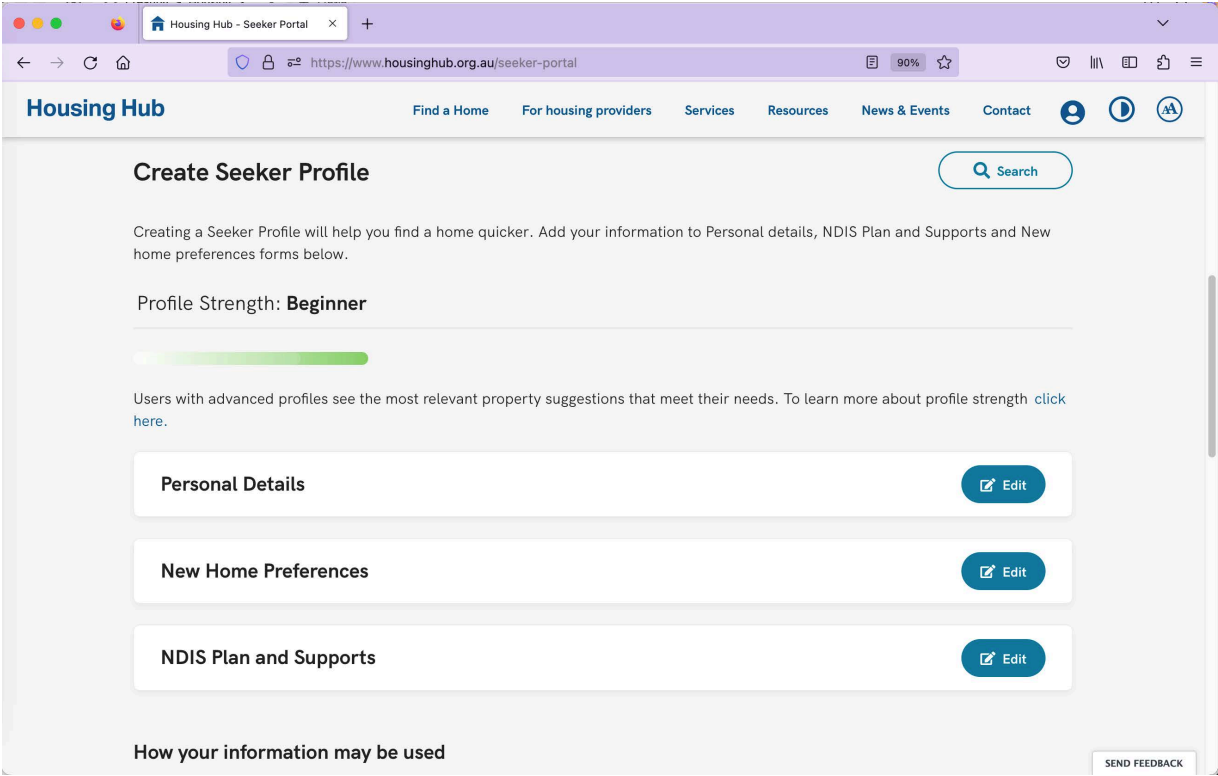 Housing Hub - Seeker Portal
https://www.housinghub.org.au/seeker-portal
90%
Housing Hub
Find a Home
For housing providers
Services
Resources
News & Events
Contact
AA
Create Seeker Profile
Search
Creating a Seeker Profile will help you find a home quicker. Add your information to Personal details, NDIS Plan and Supports and New
home preferences forms below.
Profile Strength: Beginner
Users with advanced profiles see the most relevant property suggestions that meet their needs. To learn more about profile strength click
here.
Personal Details
Edit
New Home Preferences
Edit
NDIS Plan and Supports
Edit
How your information may be used
SEND FEEDBACK